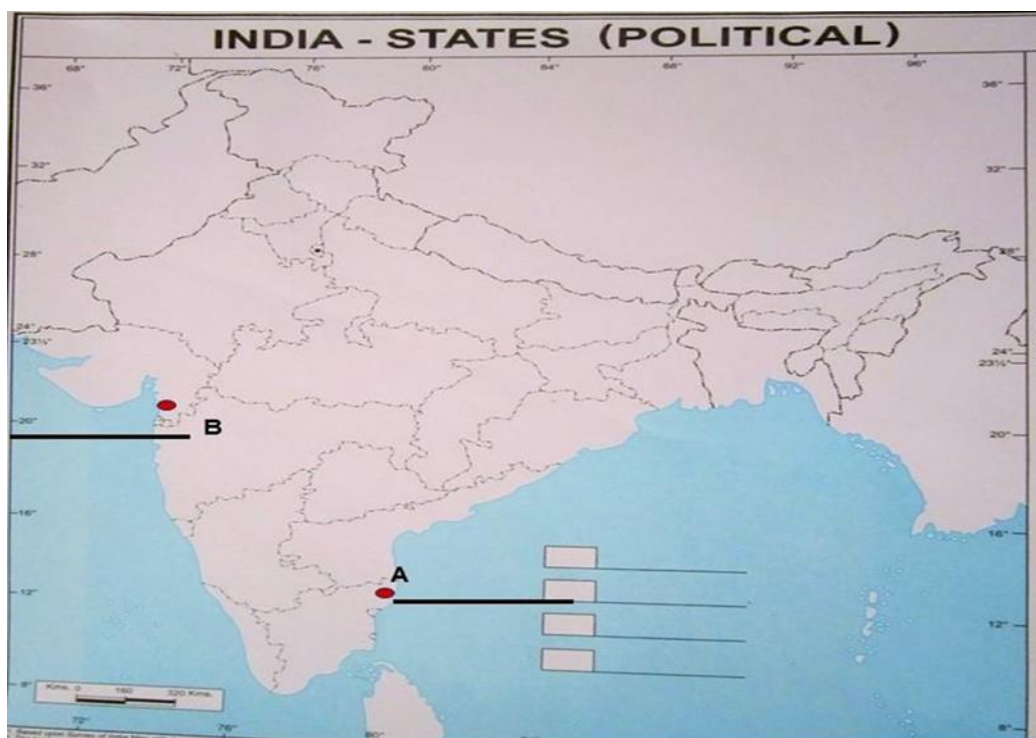 INDIA - STATES (POLITICAL)
68° 72° 76° 80° 84° 88° 92° 96°
36° 36°
32° 32°
28° 28°
24°
23½°
24°
23½°
B
20° 20°
16° 16°
A
12° 12°
Kms. 0 160 320 Kms.
8° 8°
72° 76° 80°